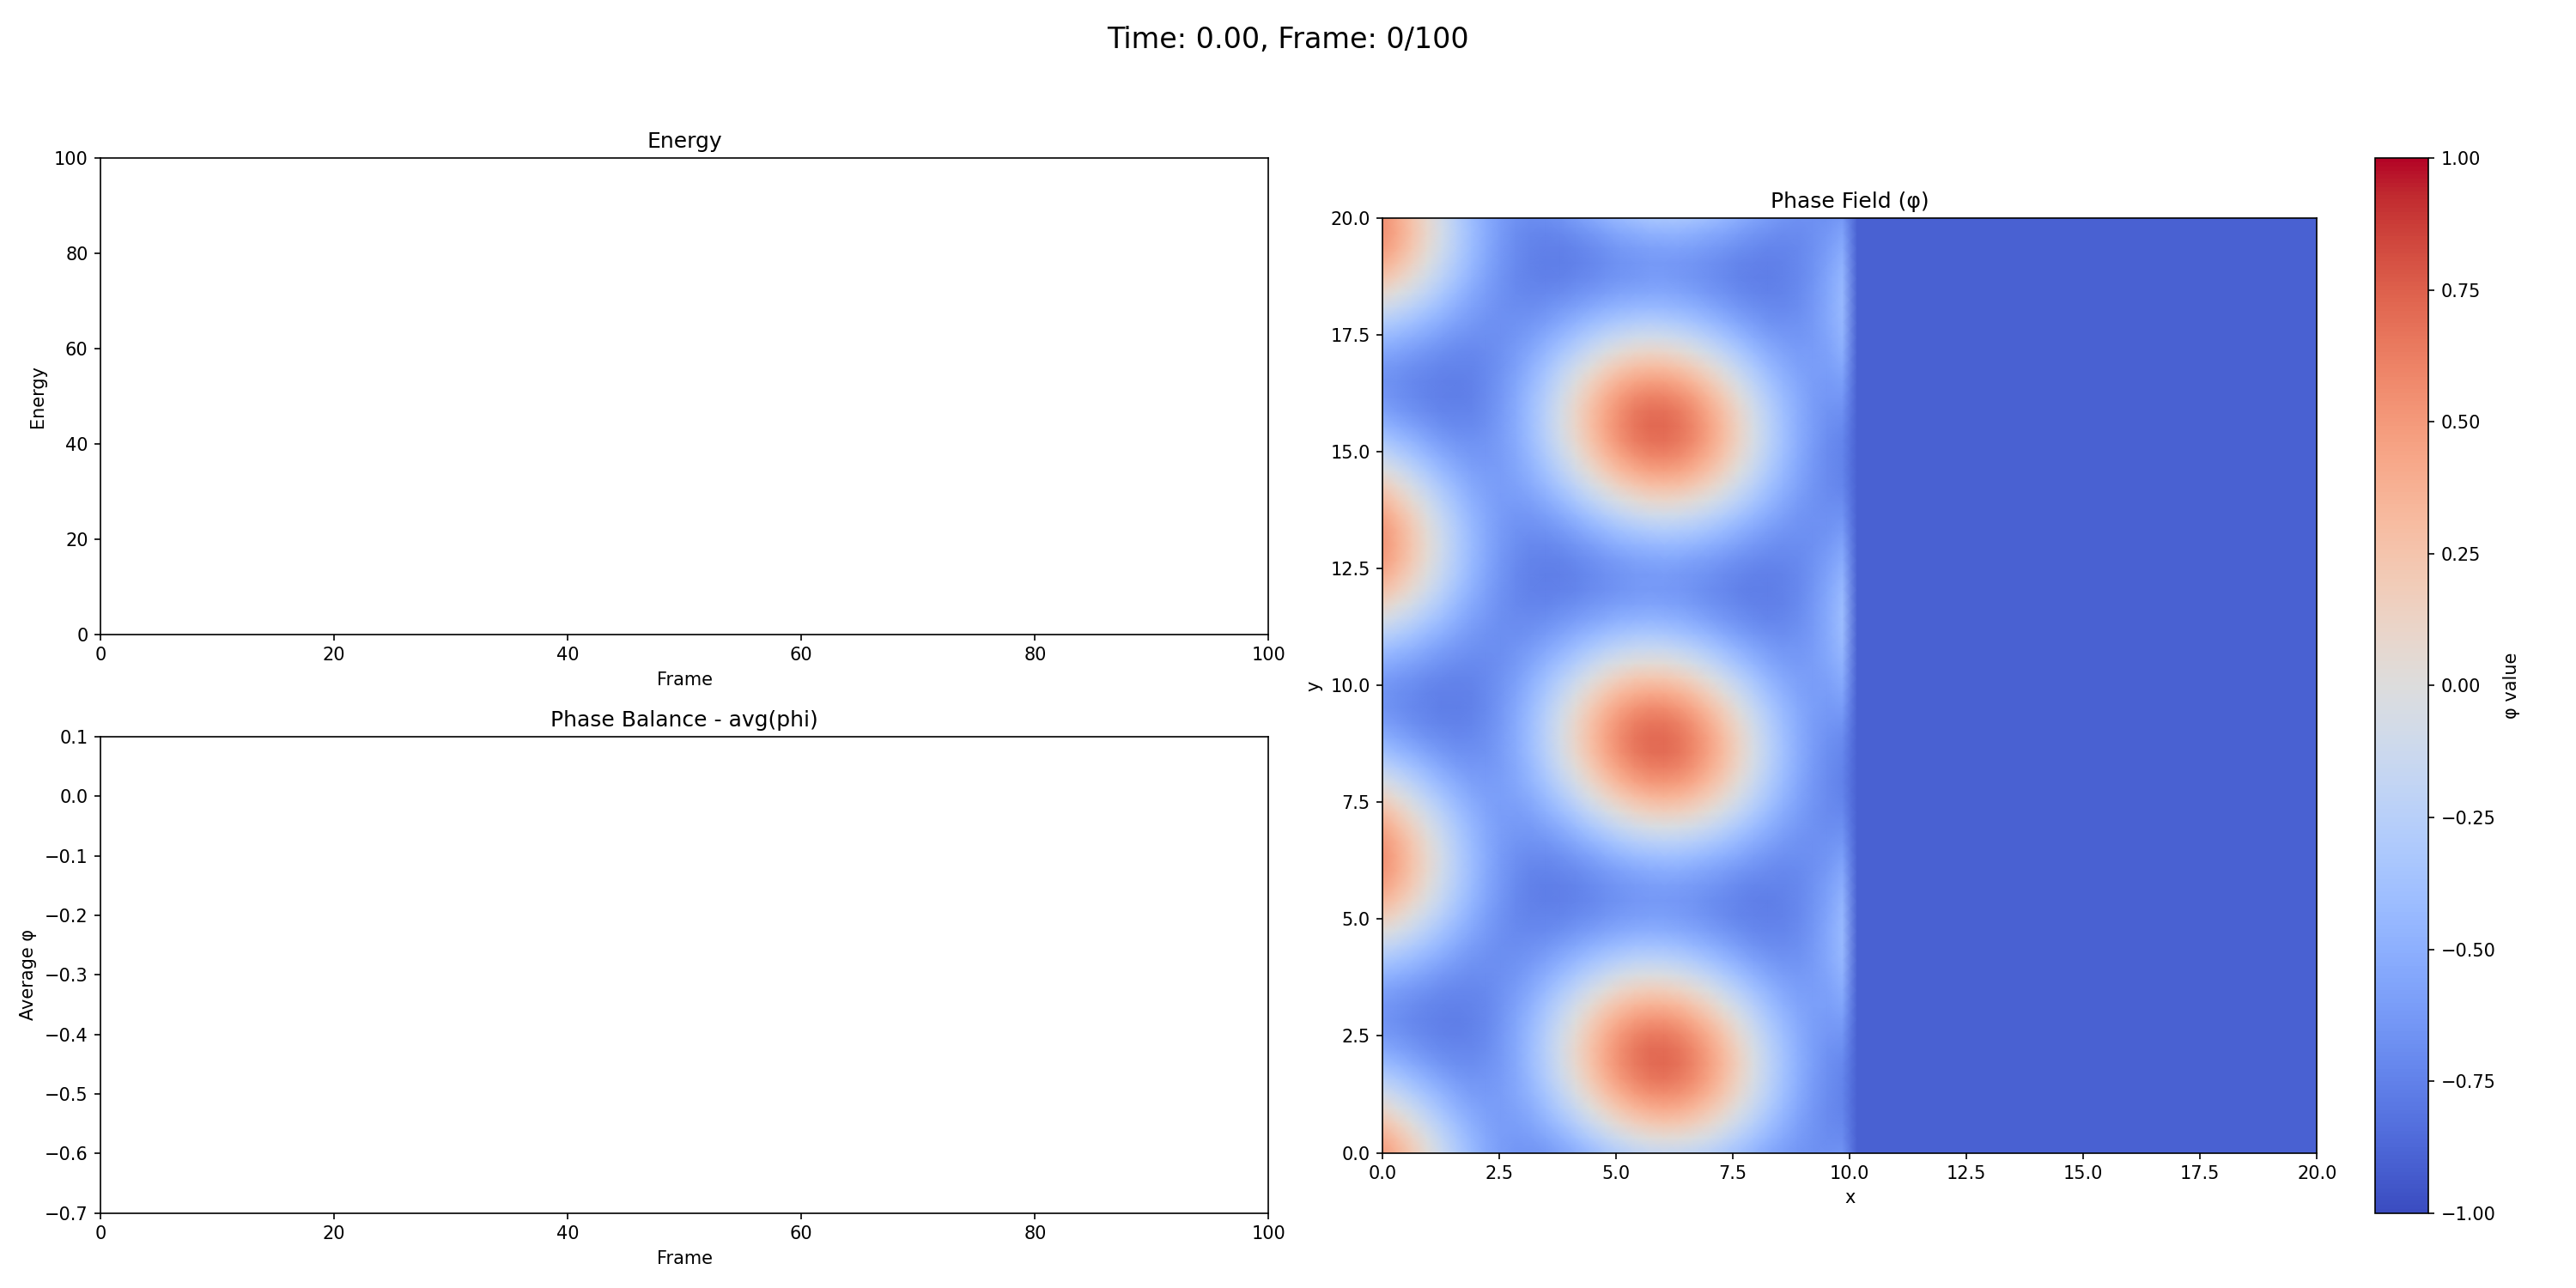 Time: 0.00, Frame: 0/100
Energy
100
80
60
40
20
0
Energy
0 20 40 60 80 100
Frame
Phase Balance - avg(phi)
0.1
0.0
−0.1
−0.2
−0.3
−0.4
−0.5
−0.6
−0.7
Average φ
0 20 40 60 80 100
Frame
Phase Field (φ)
20.0
17.5
15.0
12.5
10.0
7.5
5.0
2.5
0.0
y
0.0 2.5 5.0 7.5 10.0 12.5 15.0 17.5 20.0
x
1.00
0.75
0.50
0.25
0.00
−0.25
−0.50
−0.75
−1.00
φ value